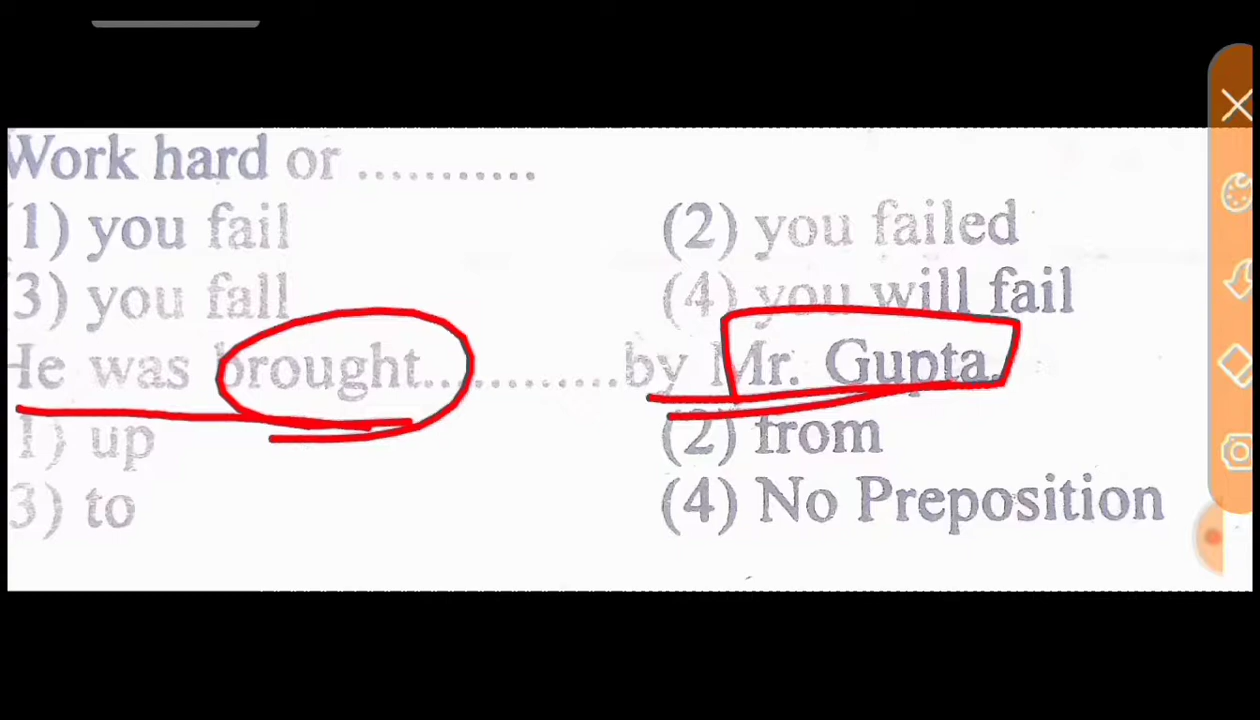 Work hard or ...........
1) you fail (2) you failed
3) you fall (4) you will fail
He was brought............by Mr. Gupta.
1) up (2) from
3) to (4) No Preposition